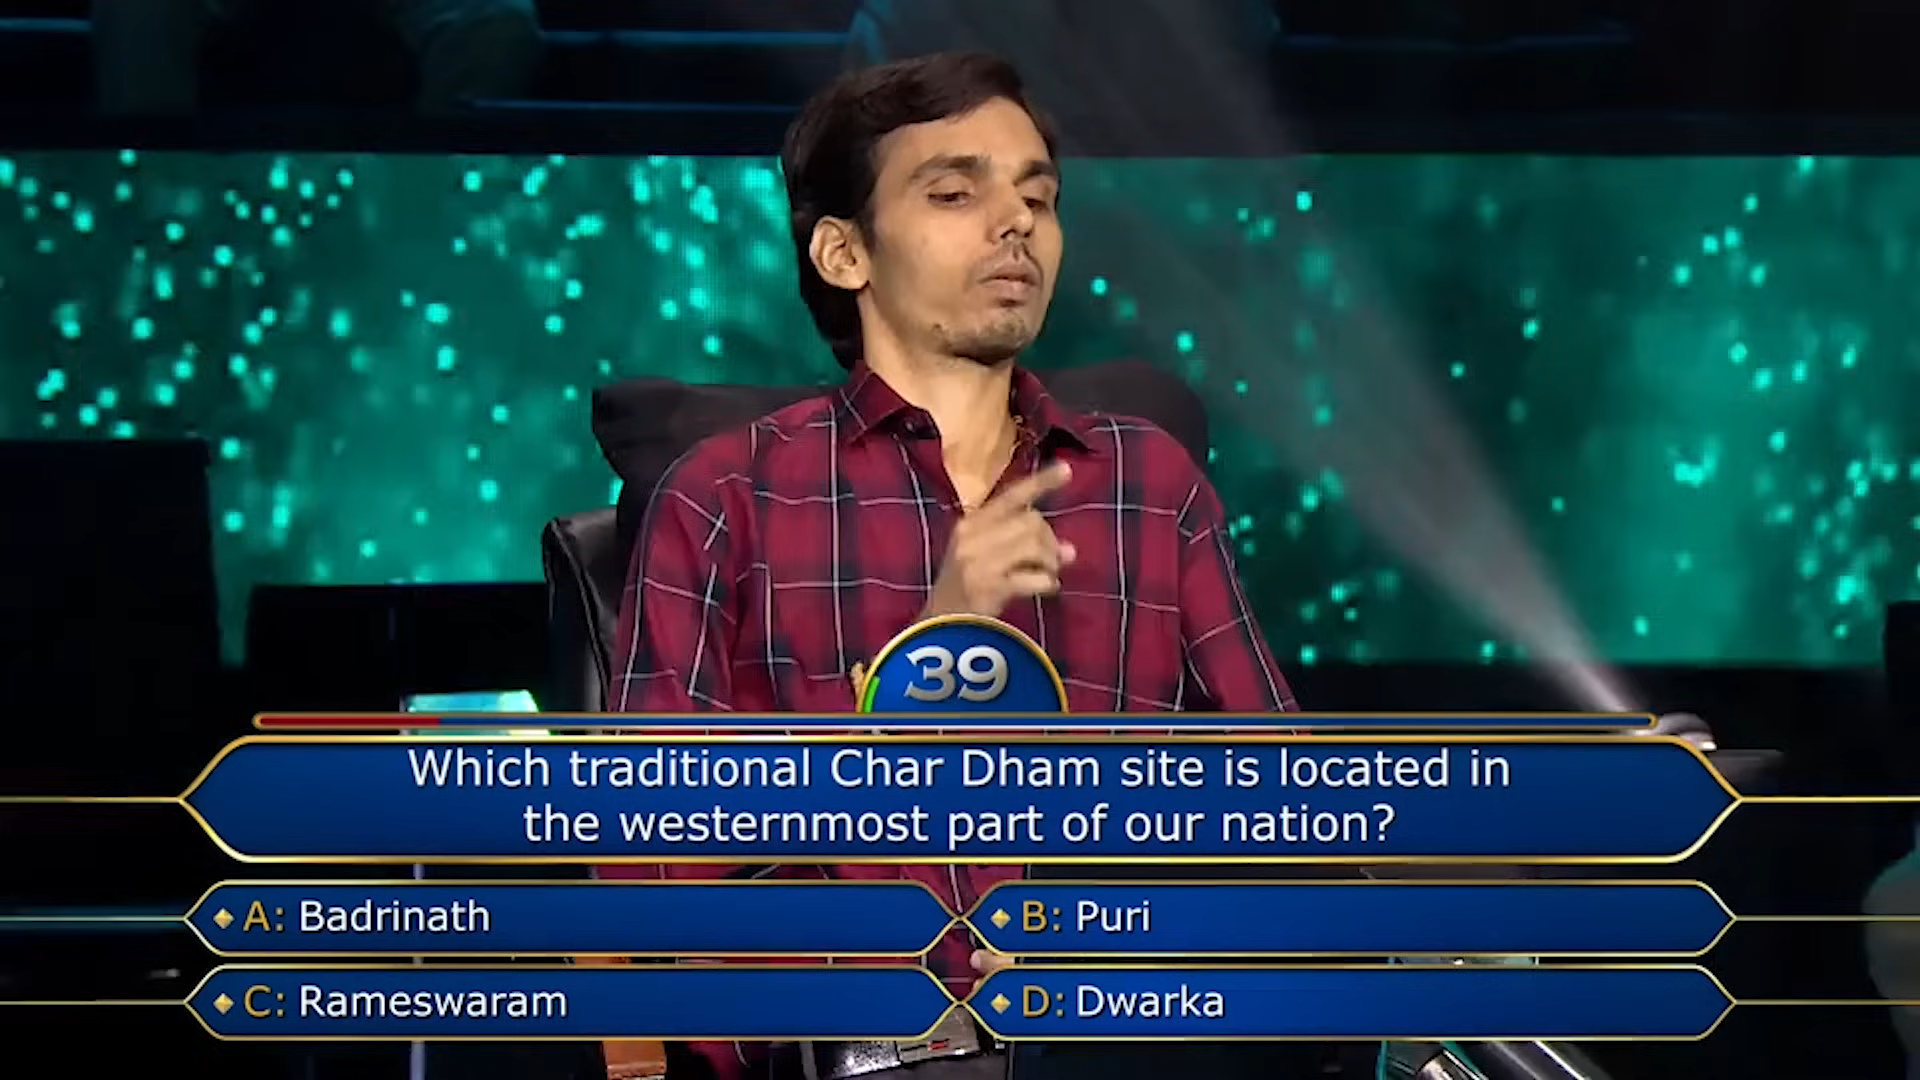 39
Which traditional Char Dham site is located in
the westernmost part of our nation?
A: Badrinath
B: Puri
C: Rameswaram
D: Dwarka